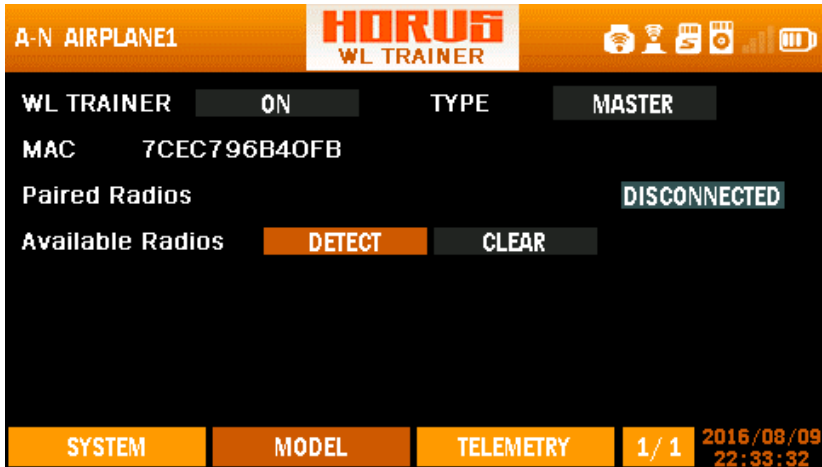 A-N AIRPLANE1
HORUS
WL TRAINER
WL TRAINER ON TYPE MASTER
MAC 7CEC796B40FB
Paired Radios DISCONNECTED
Available Radios DETECT CLEAR
SYSTEM MODEL TELEMETRY 1/1 2016/08/09
22:33:32